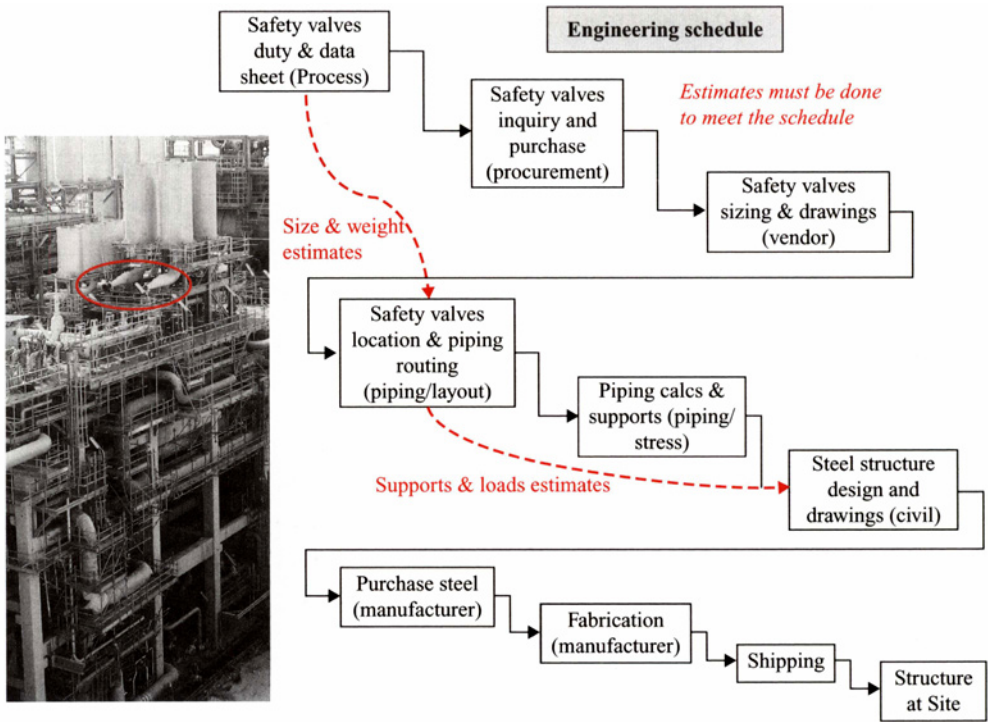 Safety valves
duty & data
sheet (Process)
Engineering schedule
Safety valves
inquiry and
purchase
(procurement)
Estimates must be done
to meet the schedule
Safety valves
sizing & drawings
(vendor)
Size & weight
estimates
Safety valves
location & piping
routing
(piping/layout)
Piping calcs &
supports (piping/
stress)
Supports & loads estimates
Steel structure
design and
drawings (civil)
Purchase steel
(manufacturer)
Fabrication
(manufacturer)
Shipping
Structure
at Site